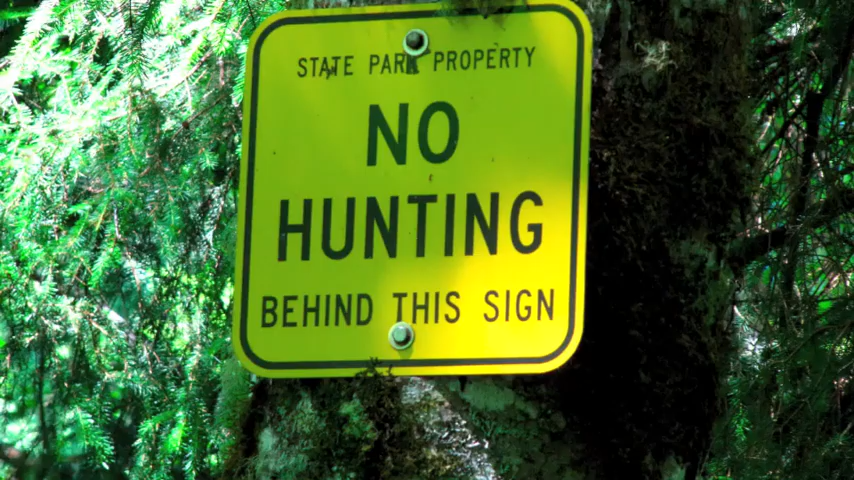 STATE PARK PROPERTY
NO
HUNTING
BEHIND THIS SIGN